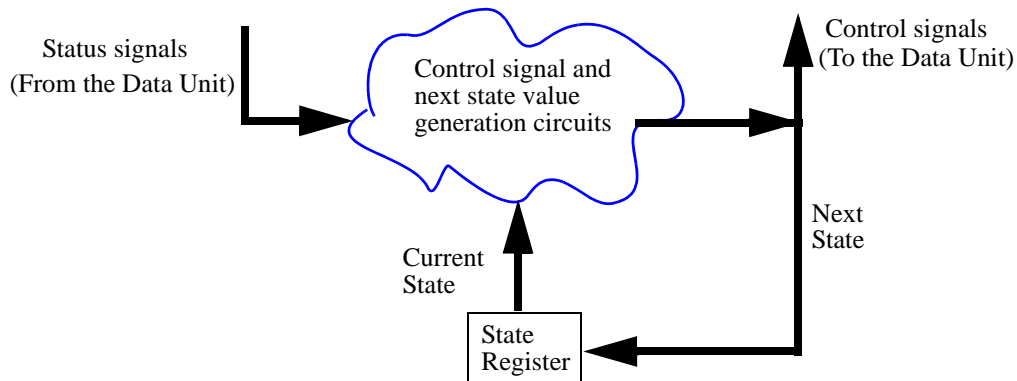 Status signals
(From the Data Unit)
Control signal and
next state value
generation circuits
Control signals
(To the Data Unit)
Next
State
Current
State
State
Register